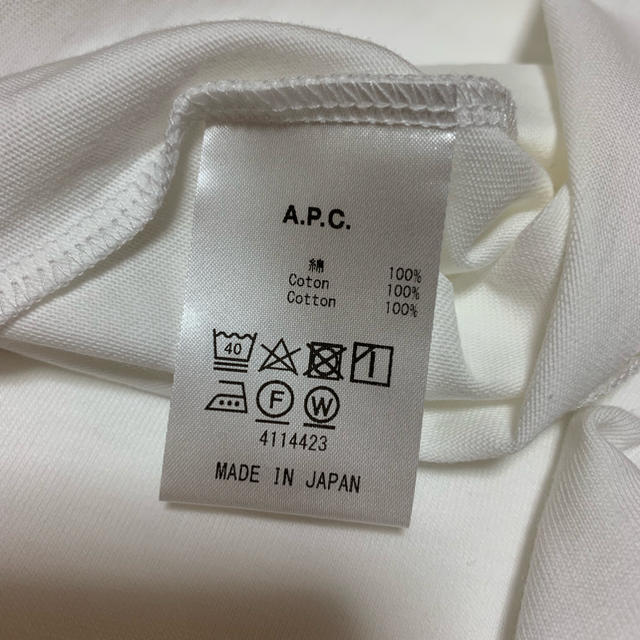 A.P.C.
綿 100%
Coton 100%
Cotton 100%
40
F W
4114423
MADE IN JAPAN